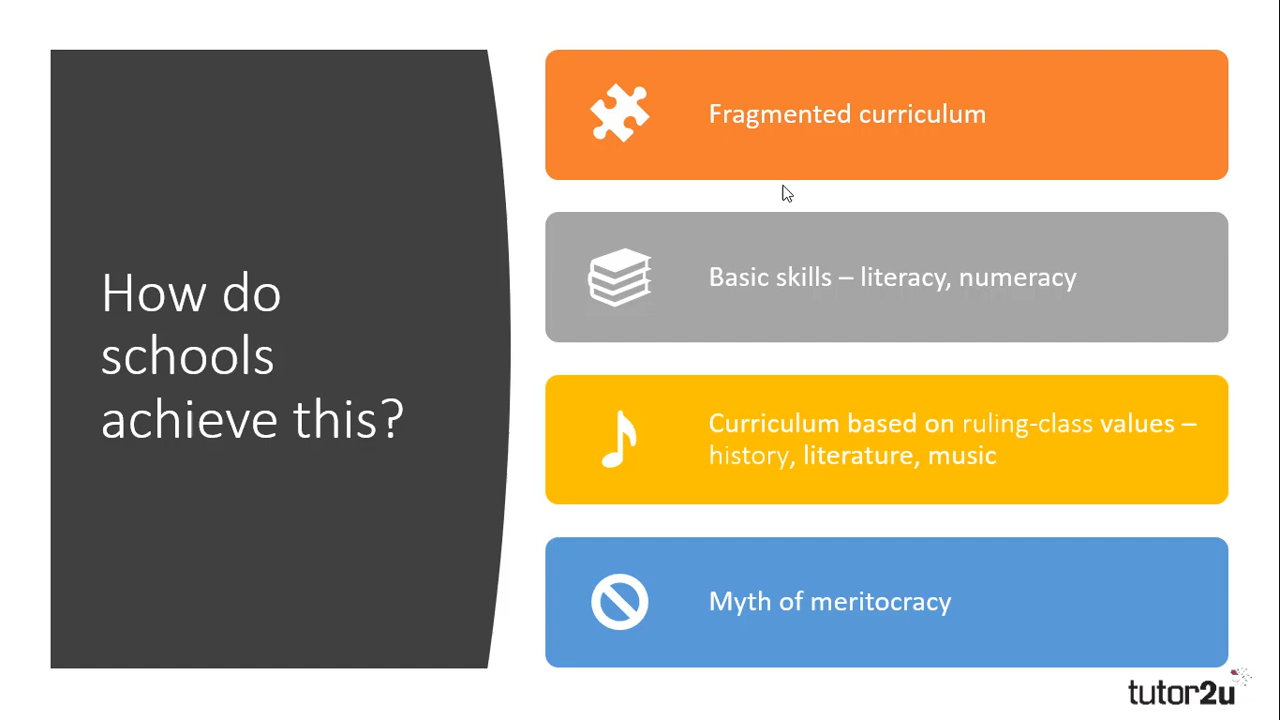 How do
schools
achieve this?
Fragmented curriculum
Basic skills – literacy, numeracy
Curriculum based on ruling-class values –
history, literature, music
Myth of meritocracy
tutor2u